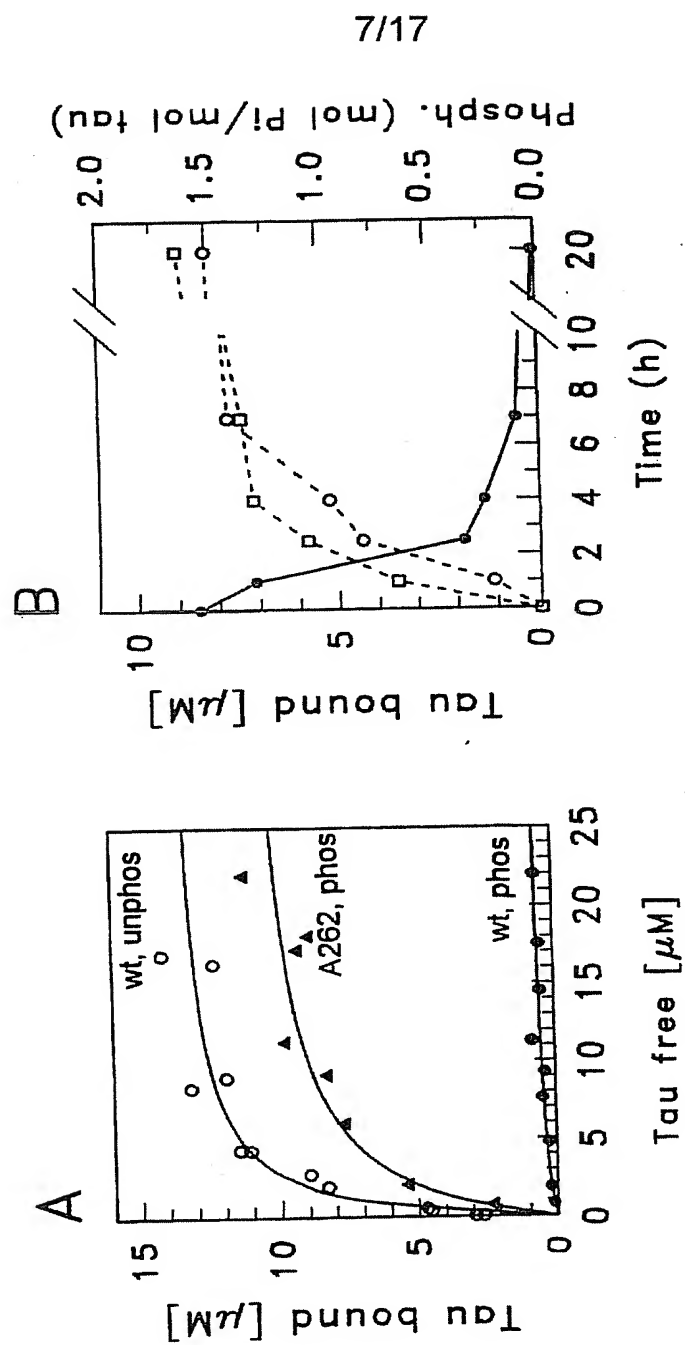 7/17
A
Tau bound [μM]
15
10
5
0
wt, unphos
A262, phos
wt, phos
0 5 10 15 20 25
Tau free [μM]
B
Tau bound [μM]
10
5
0
2.0
1.5
1.0
0.5
0.0
Phosph. (mol Pi/mol tau)
0 2 4 6 8 10 20
Time (h)